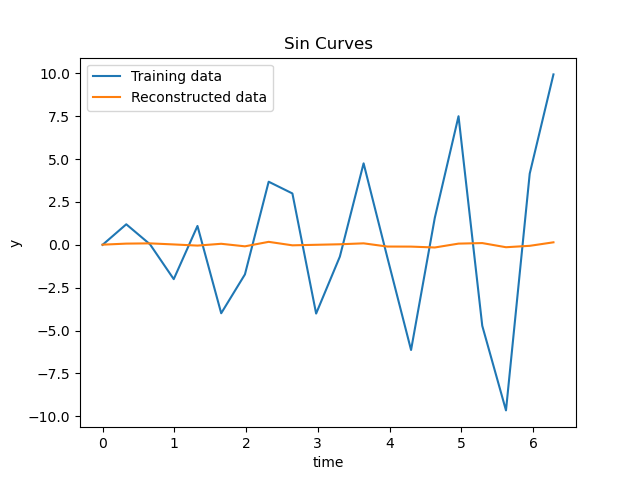 Sin Curves
Training data
Reconstructed data
10.0
7.5
5.0
2.5
0.0
−2.5
−5.0
−7.5
−10.0
y
0 1 2 3 4 5 6
time